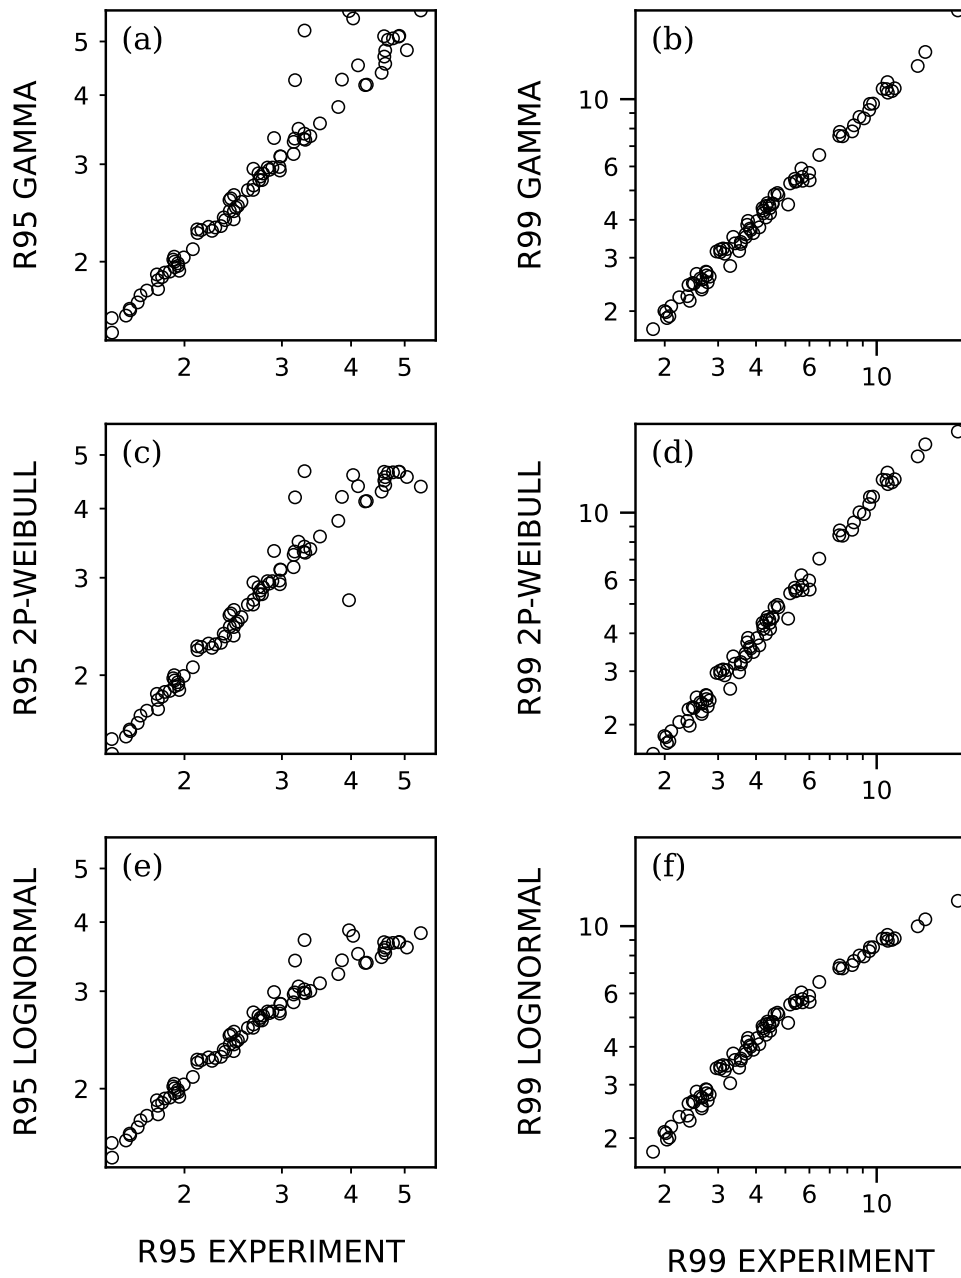 (a)
R95 GAMMA
5
4
3
2
2 3 4 5
(b)
R99 GAMMA
10
6
4
3
2
2 3 4 6 10
(c)
R95 2P-WEIBULL
5
4
3
2
2 3 4 5
(d)
R99 2P-WEIBULL
10
6
4
3
2
2 3 4 6 10
(e)
R95 LOGNORMAL
5
4
3
2
2 3 4 5
R95 EXPERIMENT
(f)
R99 LOGNORMAL
10
6
4
3
2
2 3 4 6 10
R99 EXPERIMENT